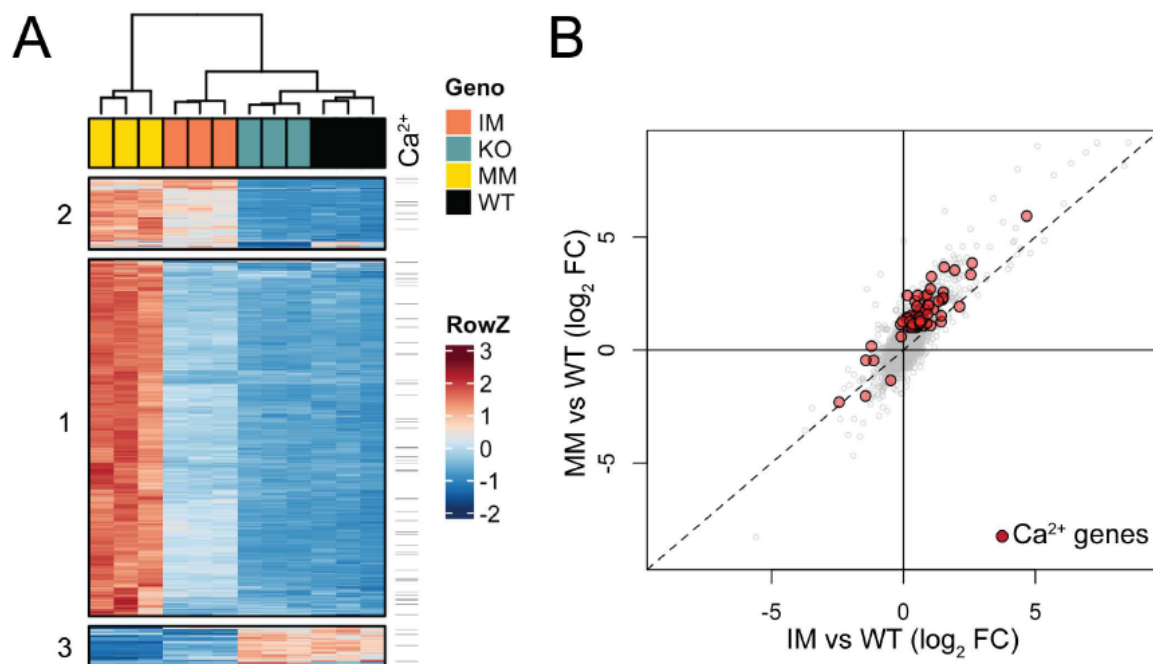 A
Geno
IM
KO
MM
WT
Ca²⁺
2
1
3
RowZ
3
2
1
0
-1
-2
B
MM vs WT (log₂ FC)
5
0
-5
Ca²⁺ genes
-5
0
5
IM vs WT (log₂ FC)